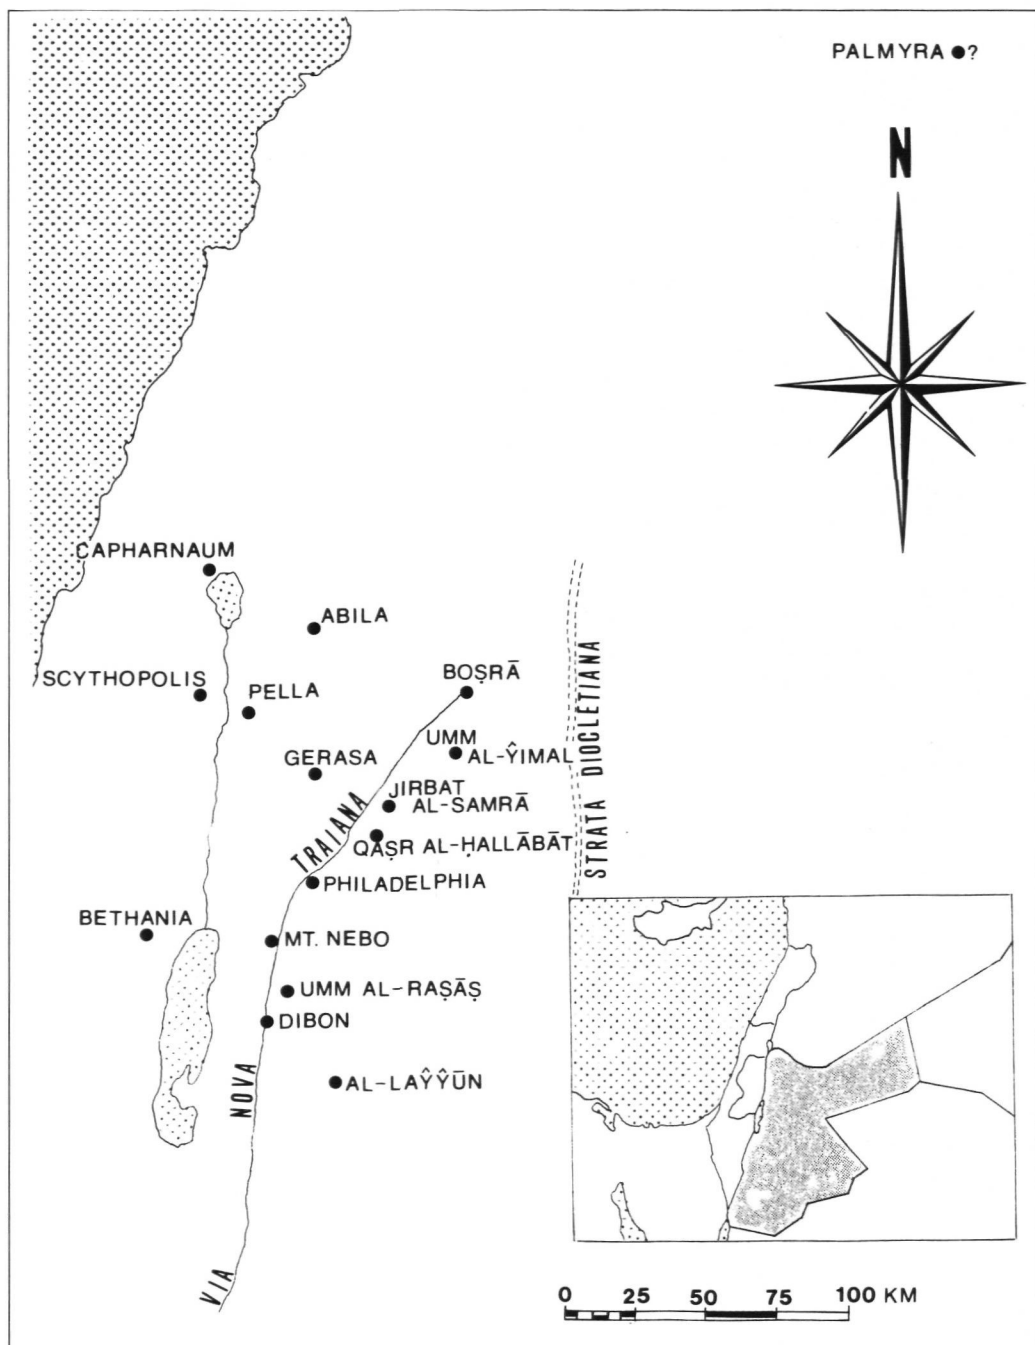 PALMYRA ?
N
CAPHARNAUM
ABILA
SCYTHOPOLIS
PELLA
BOṢRĀ
UMM
AL-ŶIMAL
GERASA
JIRBAT
AL-SAMRĀ
QAṢR AL-ḤALLĀBĀT
PHILADELPHIA
BETHANIA
MT. NEBO
UMM AL-RAṢĀṢ
DIBON
AL-LAŶŶŪN
VIA NOVA TRAIANA
STRATA DIOCLETIANA
0 25 50 75 100 KM